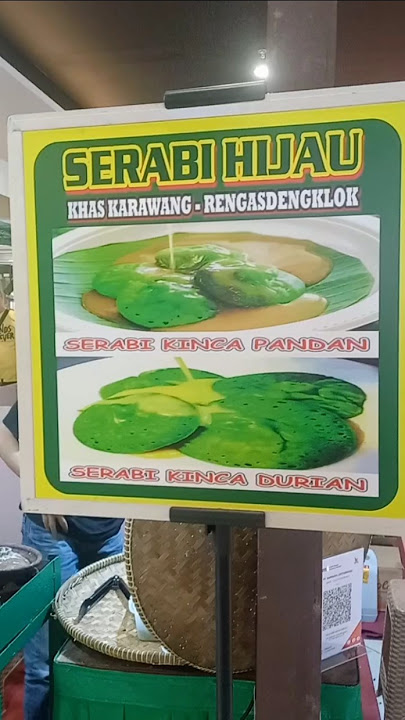 SERABI HIJAU
KHAS KARAWANG - RENGASDENGKLOK
SERABI KINCA PANDAN
SERABI KINCA DURIAN